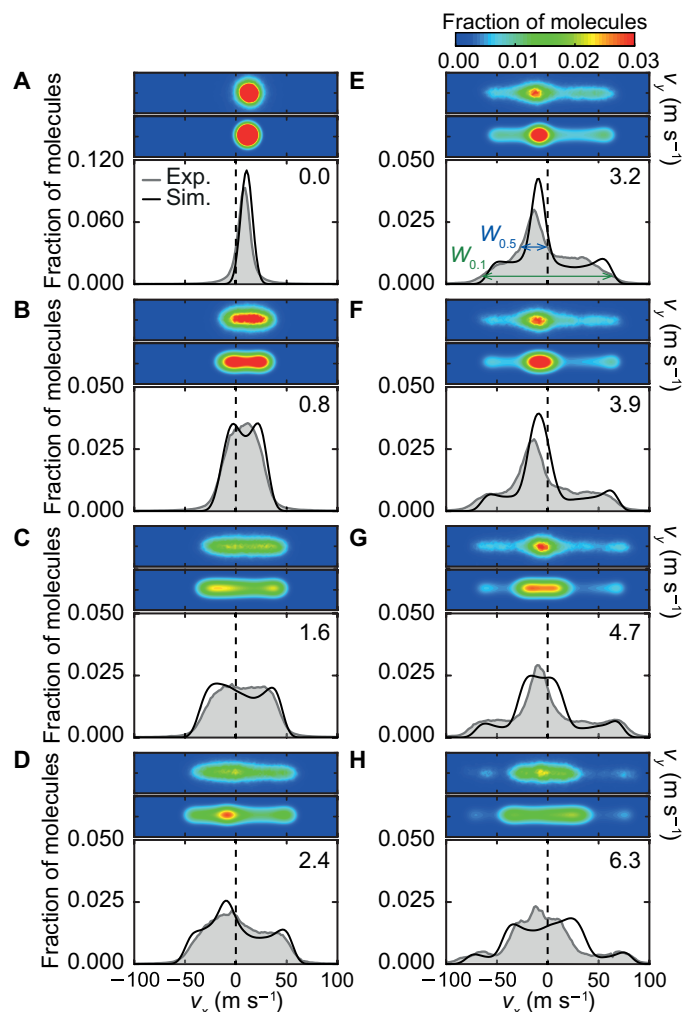 Fraction of molecules
0.00 0.01 0.02 0.03
A
Fraction of molecules
0.120
0.060
0.000
Exp.
Sim.
0.0
E
v_y (m s⁻¹)
0.050
0.025
0.000
3.2
W0.5
W0.1
B
Fraction of molecules
0.050
0.025
0.000
0.8
F
v_y (m s⁻¹)
0.050
0.025
0.000
3.9
C
Fraction of molecules
0.050
0.025
0.000
1.6
G
v_y (m s⁻¹)
0.050
0.025
0.000
4.7
D
Fraction of molecules
0.050
0.025
0.000
2.4
−100 −50 0 50 100
v_x (m s⁻¹)
H
v_y (m s⁻¹)
0.050
0.025
0.000
6.3
−100 −50 0 50 100
v_x (m s⁻¹)